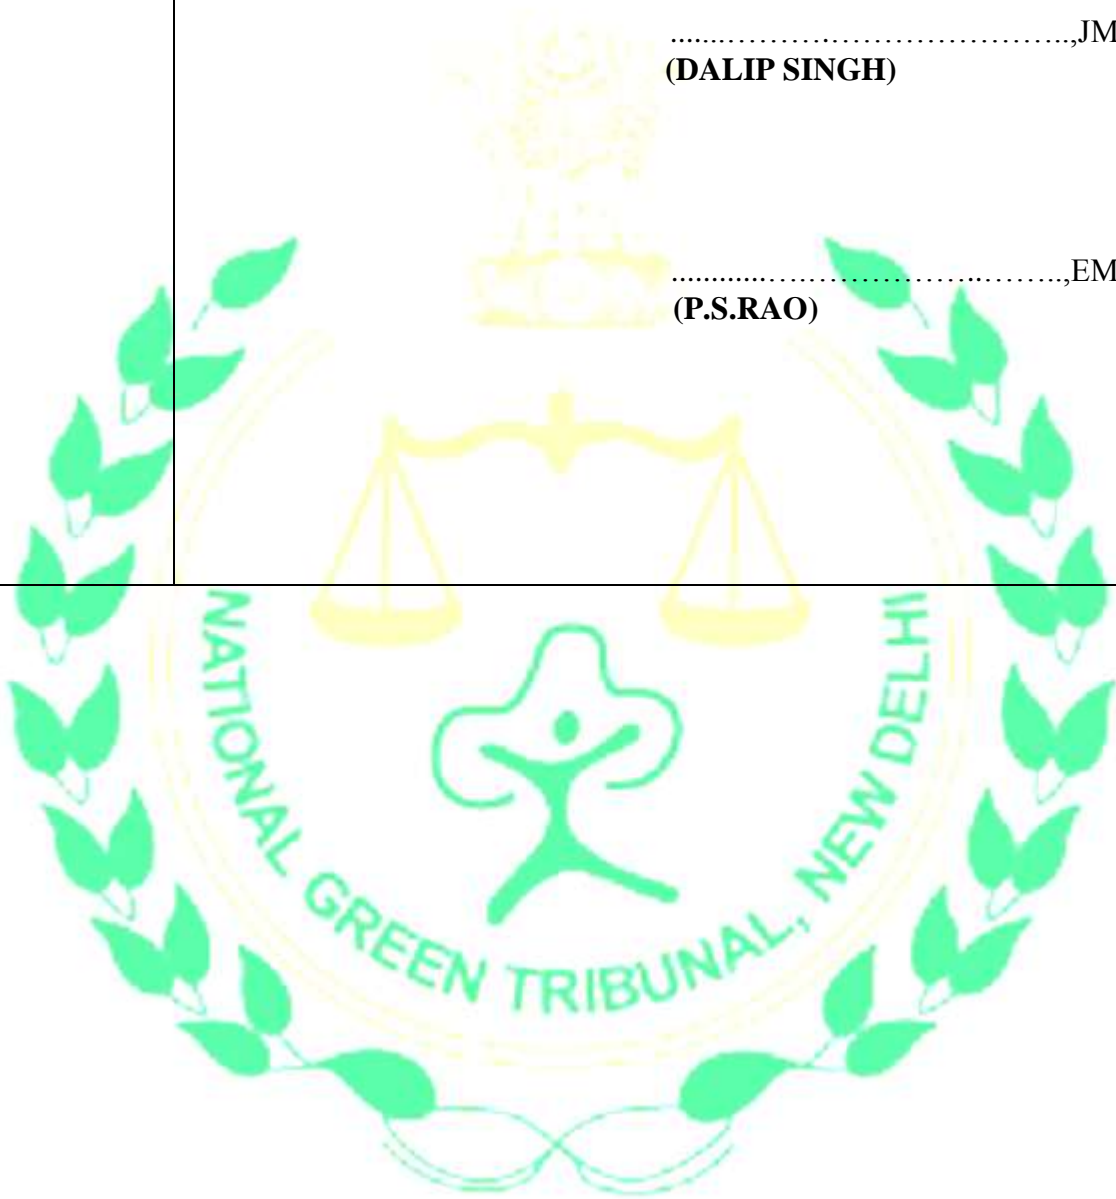 .......……….…………………..,JM
(DALIP SINGH)
............…………………..……..,EM
(P.S.RAO)
NATIONAL GREEN TRIBUNAL, NEW DELHI